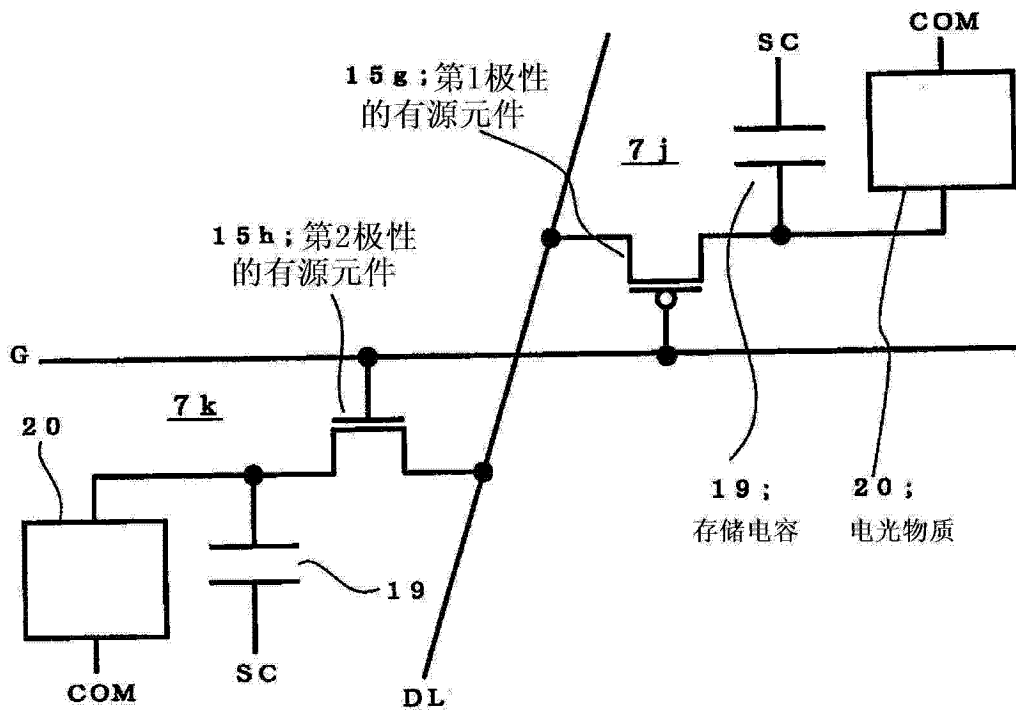 COM
SC
15g;第1极性
的有源元件
7j
15h;第2极性
的有源元件
G
7k
20
19;
存储电容
20;
电光物质
19
SC
COM
DL